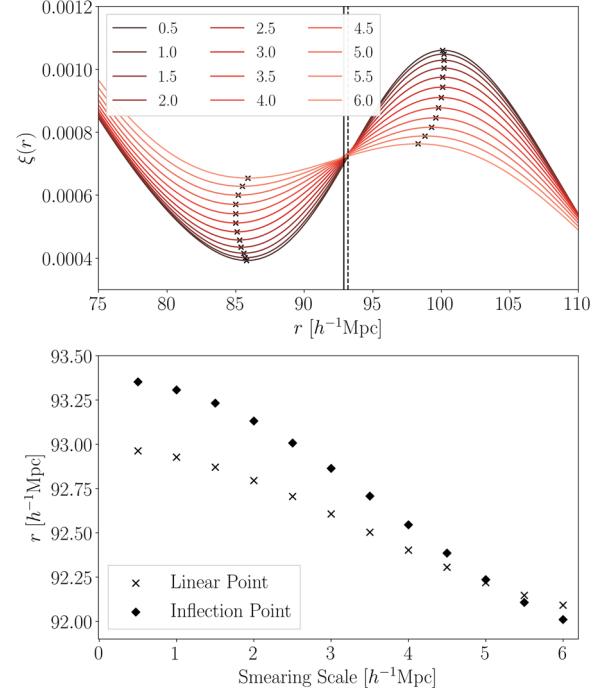 0.0012
0.0010
0.0008
0.0006
0.0004
ξ(r)
0.5 2.5 4.5
1.0 3.0 5.0
1.5 3.5 5.5
2.0 4.0 6.0
75 80 85 90 95 100 105 110
r [h⁻¹Mpc]
93.50
93.25
93.00
92.75
92.50
92.25
92.00
r [h⁻¹Mpc]
Linear Point
Inflection Point
0 1 2 3 4 5 6
Smearing Scale [h⁻¹Mpc]